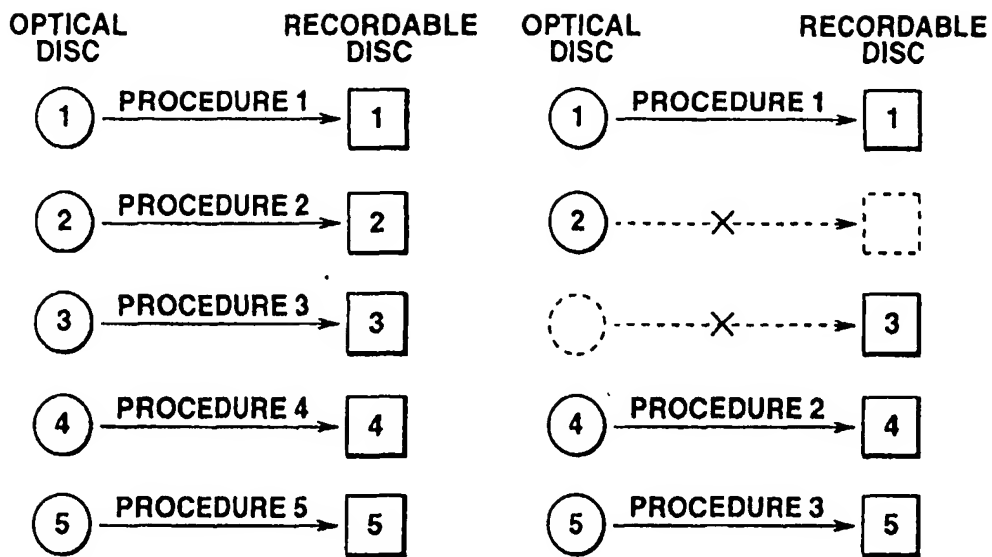 OPTICAL DISC RECORDABLE DISC OPTICAL DISC RECORDABLE DISC
1 PROCEDURE 1 1 1 PROCEDURE 1 1
2 PROCEDURE 2 2 2
3 PROCEDURE 3 3 3
4 PROCEDURE 4 4 4 PROCEDURE 2 4
5 PROCEDURE 5 5 5 PROCEDURE 3 5